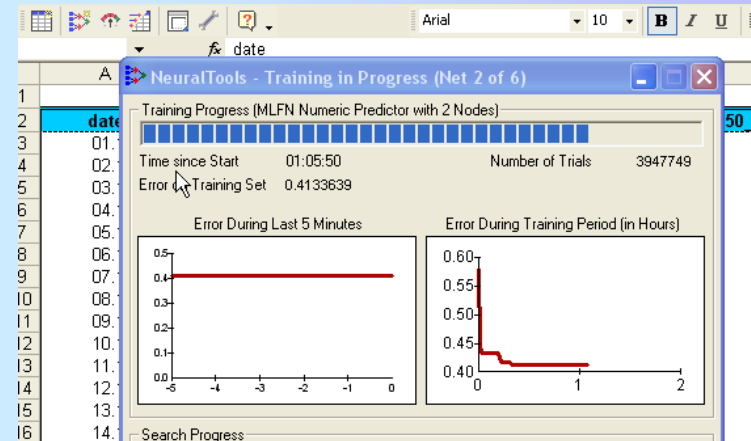 Arial 10 B I U
fx date
A NeuralTools - Training in Progress (Net 2 of 6)
1
Training Progress (MLFN Numeric Predictor with 2 Nodes)
2 date 50_
3 01.
Time since Start 01:05:50 Number of Trials 3947749
4 02.
5 03.
Error on Training Set 0.4133639
6 04.
7 05.
Error During Last 5 Minutes Error During Training Period (in Hours)
8 06.
9 07.
10 08.
11 09.
12 10.
13 11.
14 12.
15 13.
16 14.
0.5
0.4
0.3
0.2
0.1
0.0
-5 -4 -3 -2 -1 0
0.60
0.55
0.50
0.45
0.40
0 1 2
Search Progress